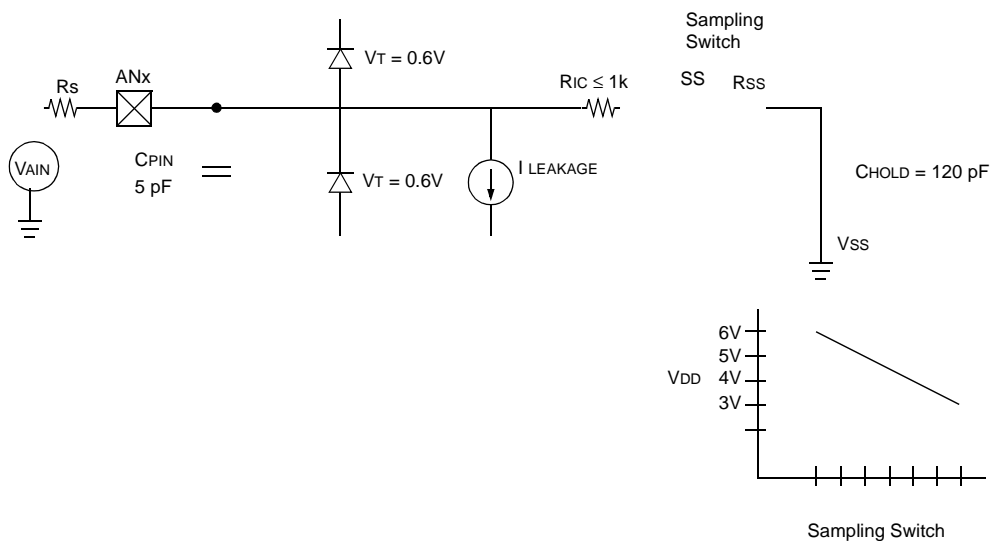 Sampling
Switch
VT = 0.6V
SS RSS
Rs
ANx
RIC ≤ 1k
VAIN
CPIN
5 pF
VT = 0.6V
I LEAKAGE
CHOLD = 120 pF
VSS
6V
5V
VDD 4V
3V
Sampling Switch